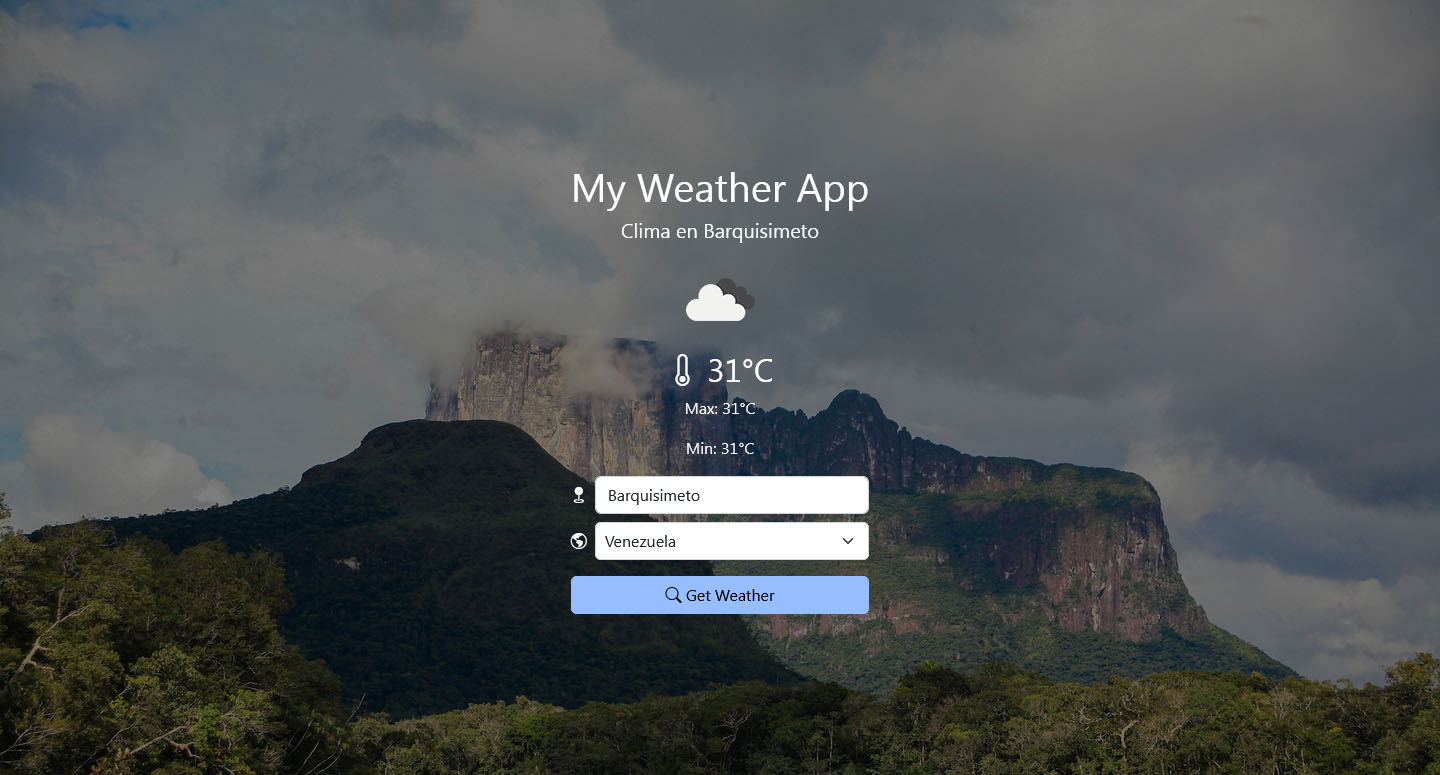 My Weather App
Clima en Barquisimeto
31°C
Max: 31°C
Min: 31°C
Barquisimeto
Venezuela
Get Weather